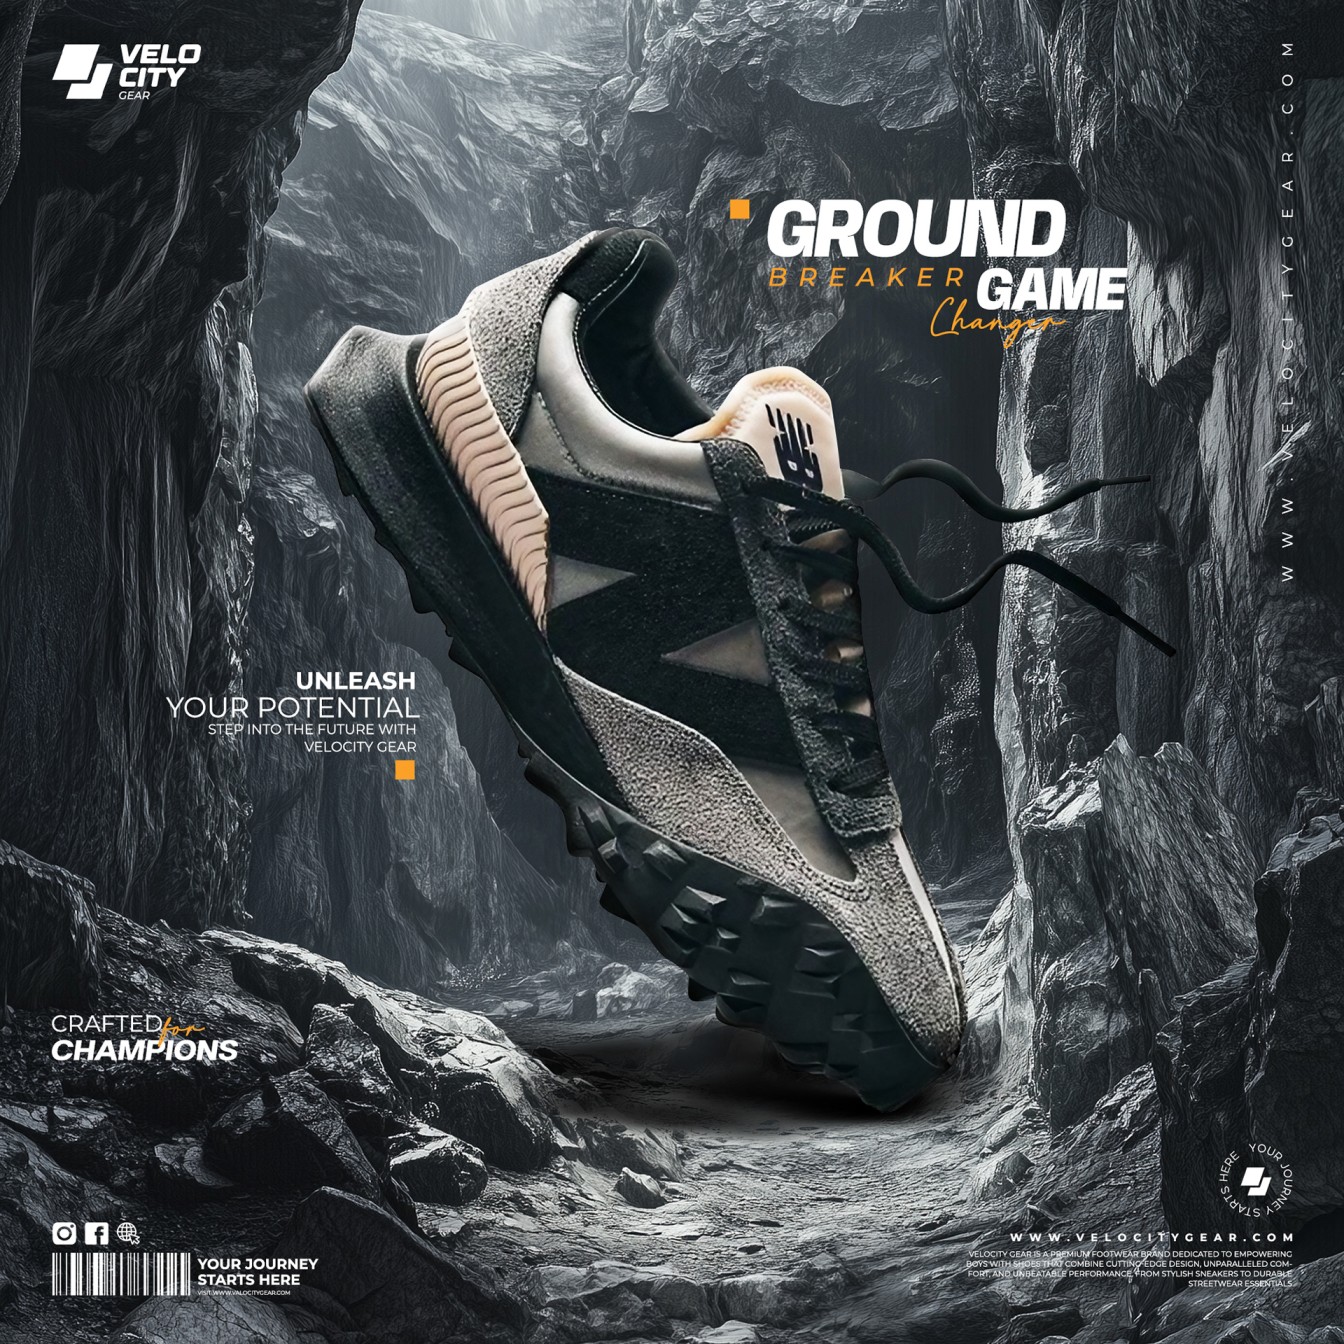 VELO
CITY
GEAR
WWW.VELOCITYGEAR.COM
GROUND
BREAKER GAME
Changer
UNLEASH
YOUR POTENTIAL
STEP INTO THE FUTURE WITH
VELOCITY GEAR
CRAFTED for
CHAMPIONS
YOUR JOURNEY
STARTS HERE
VISIT: WWW.VALOCITYGEAR.COM
YOUR JOURNEY STARTS HERE
WWW.VELOCITYGEAR.COM
VELOCITY GEAR IS A PREMIUM FOOTWEAR BRAND DEDICATED TO EMPOWERING
BOYS WITH SHOES THAT COMBINE CUTTING-EDGE DESIGN, UNPARALLELED COM-
FORT, AND UNBEATABLE PERFORMANCE. FROM STYLISH SNEAKERS TO DURABLE
STREETWEAR ESSENTIALS